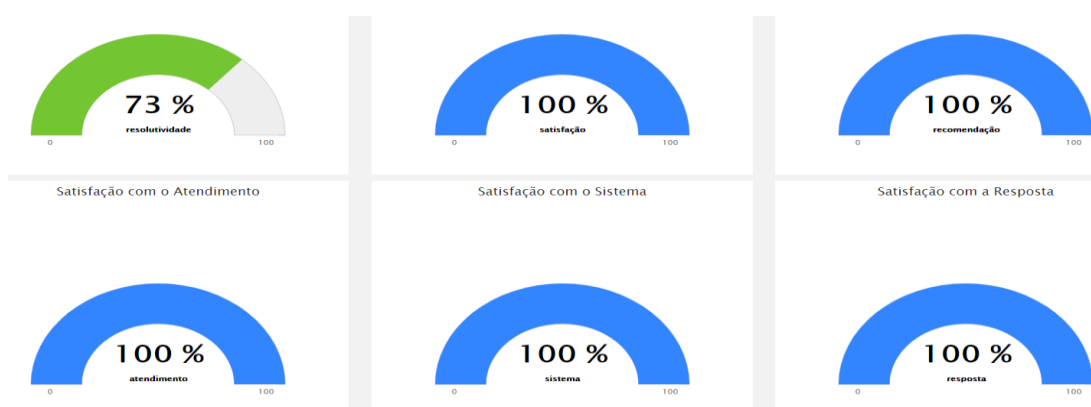 73 %
resolutividade
0 100
100 %
satisfação
0 100
100 %
recomendação
0 100
Satisfação com o Atendimento
100 %
atendimento
0 100
Satisfação com o Sistema
100 %
sistema
0 100
Satisfação com a Resposta
100 %
resposta
0 100